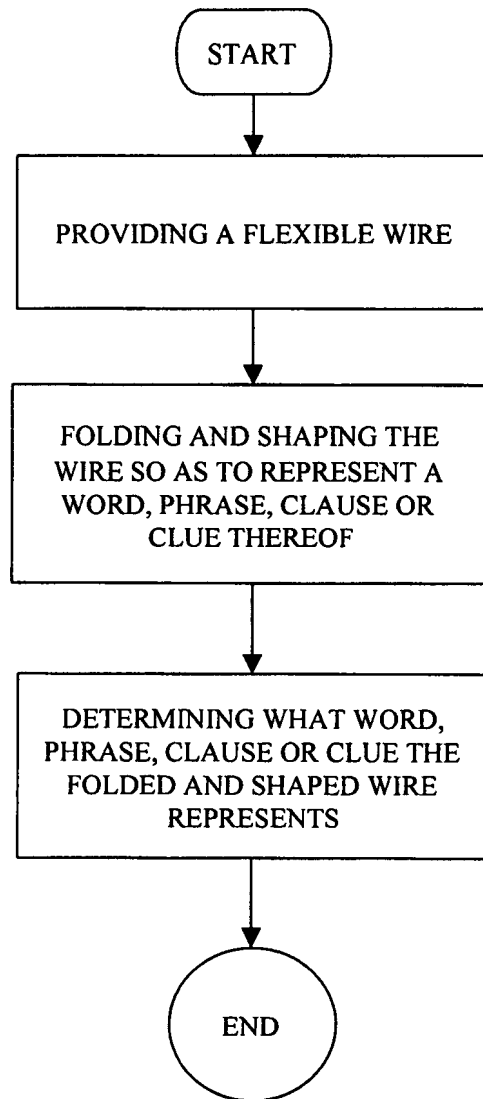 START
PROVIDING A FLEXIBLE WIRE
FOLDING AND SHAPING THE
WIRE SO AS TO REPRESENT A
WORD, PHRASE, CLAUSE OR
CLUE THEREOF
DETERMINING WHAT WORD,
PHRASE, CLAUSE OR CLUE THE
FOLDED AND SHAPED WIRE
REPRESENTS
END